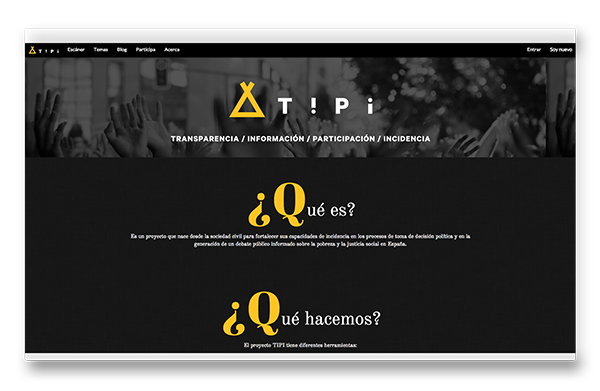 T ! P i Escáner Temas Blog Participa Acerca Entrar Soy nuevo
T ! P i
TRANSPARENCIA / INFORMACIÓN / PARTICIPACIÓN / INCIDENCIA
¿Qué es?
Es un proyecto que nace desde la sociedad civil para fortalecer sus capacidades de incidencia en los procesos de toma de decisión política y en la
generación de un debate público informado sobre la pobreza y la justicia social en España.
¿Qué hacemos?
El proyecto TIPI tiene diferentes herramientas: